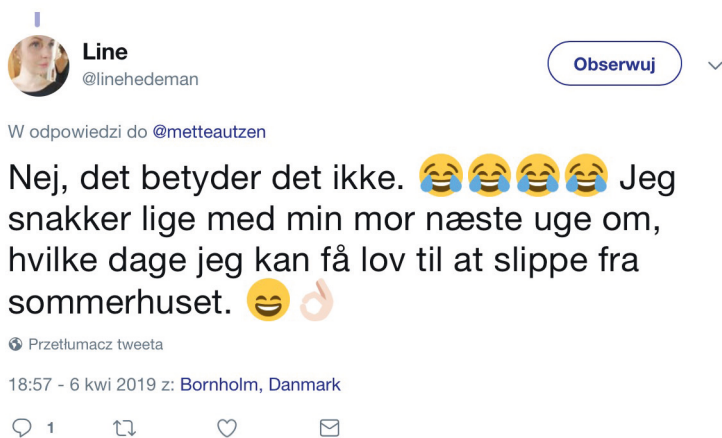 Line
@linehedeman
Obserwuj
W odpowiedzi do @metteautzen
Nej, det betyder det ikke. 😂😂😂😂 Jeg
snakker lige med min mor næste uge om,
hvilke dage jeg kan få lov til at slippe fra
sommerhuset. 😄👌🏻
Przetłumacz tweeta
18:57 - 6 kwi 2019 z: Bornholm, Danmark
1